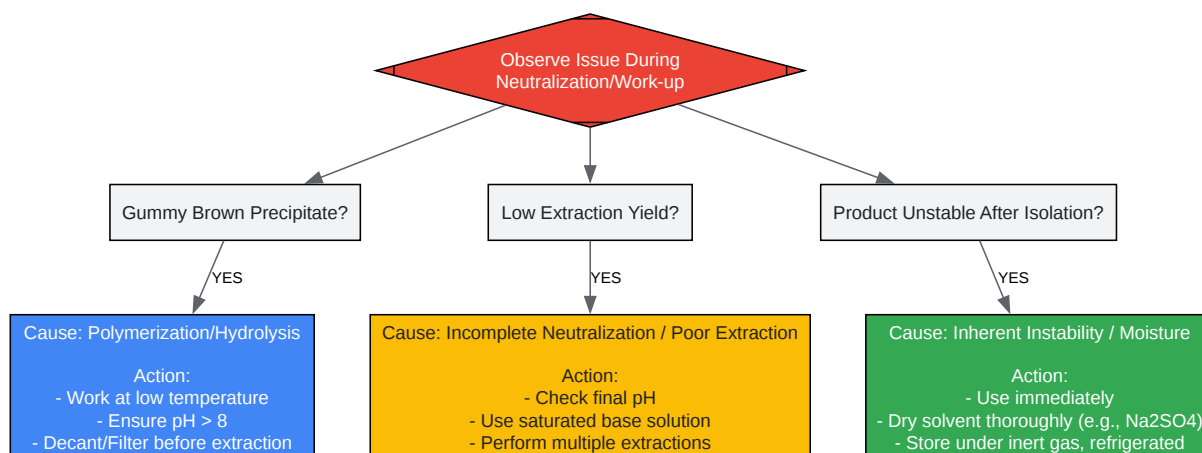 Observe Issue During
Neutralization/Work-up
Gummy Brown Precipitate?
Low Extraction Yield?
Product Unstable After Isolation?
YES
YES
YES
Cause: Polymerization/Hydrolysis
Action:
- Work at low temperature
- Ensure pH > 8
- Decant/Filter before extraction
Cause: Incomplete Neutralization / Poor Extraction
Action:
- Check final pH
- Use saturated base solution
- Perform multiple extractions
Cause: Inherent Instability / Moisture
Action:
- Use immediately
- Dry solvent thoroughly (e.g., Na2SO4)
- Store under inert gas, refrigerated